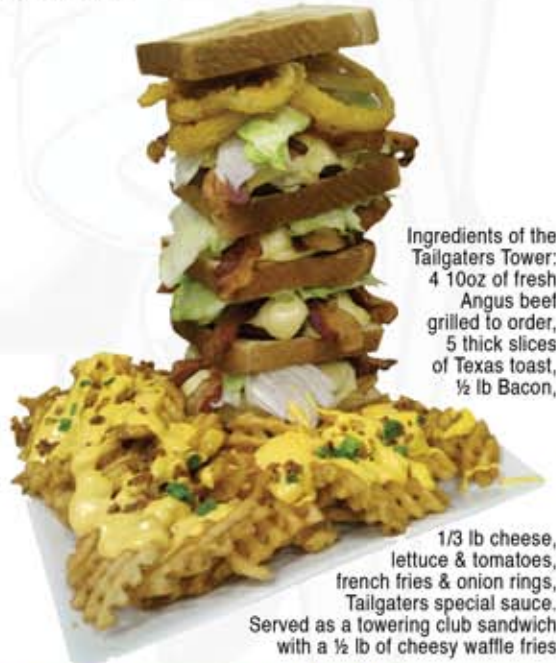 Ingredients of the
Tailgaters Tower:
4 10oz of fresh
Angus beef
grilled to order,
5 thick slices
of Texas toast,
½ lb Bacon,
1/3 lb cheese,
lettuce & tomatoes,
french fries & onion rings,
Tailgaters special sauce.
Served as a towering club sandwich
with a ½ lb of cheesy waffle fries